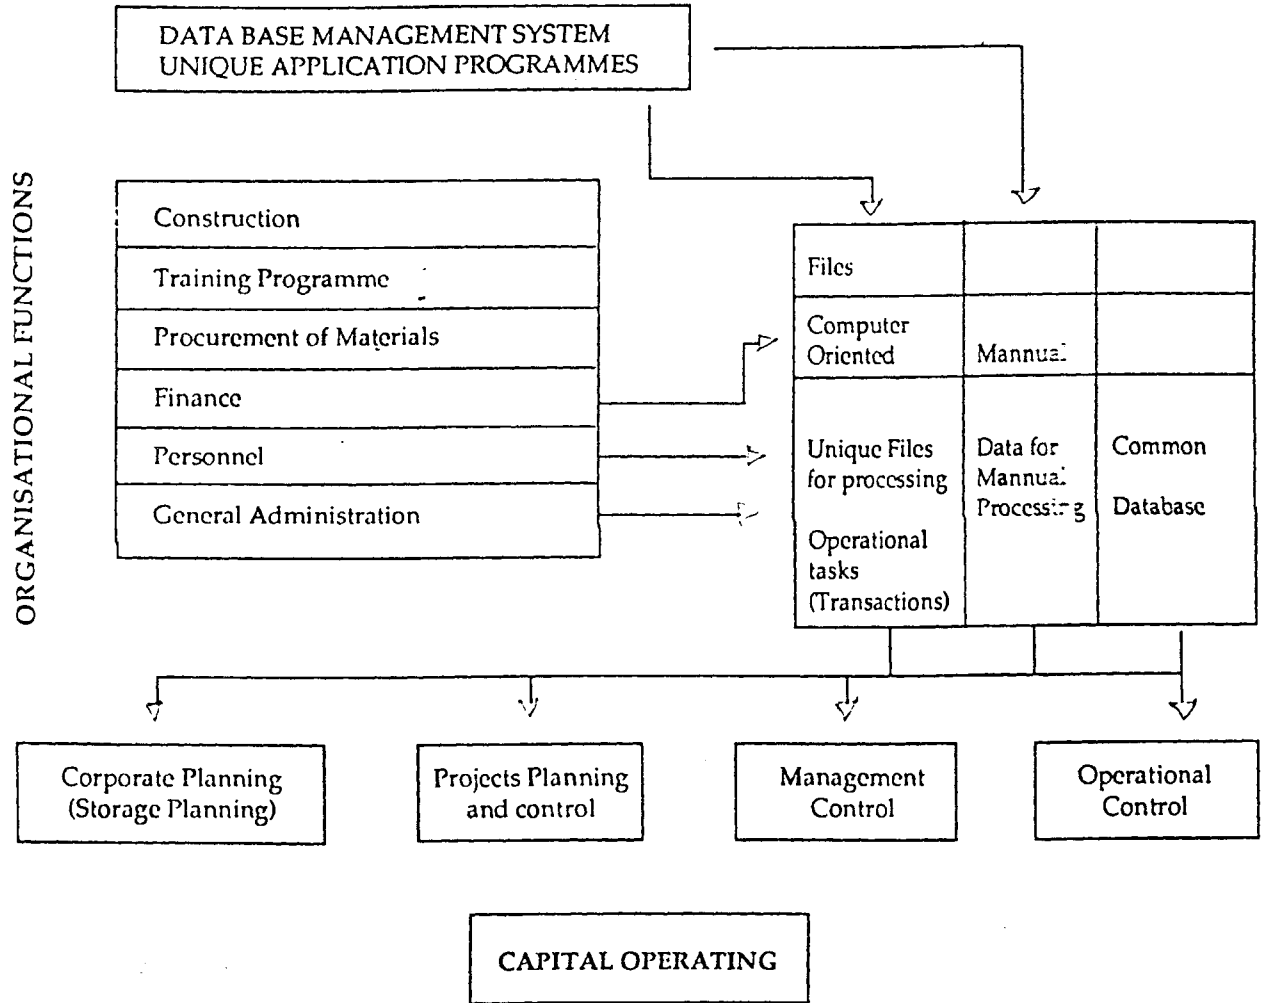 DATA BASE MANAGEMENT SYSTEM
UNIQUE APPLICATION PROGRAMMES
ORGANISATIONAL FUNCTIONS
Construction
Training Programme
Procurement of Materials
Finance
Personnel
General Administration
Files
Computer
Oriented
Mannual
Unique Files
for processing
Operational
tasks
(Transactions)
Data for
Mannual
Processing
Common
Database
Corporate Planning
(Storage Planning)
Projects Planning
and control
Management
Control
Operational
Control
CAPITAL OPERATING